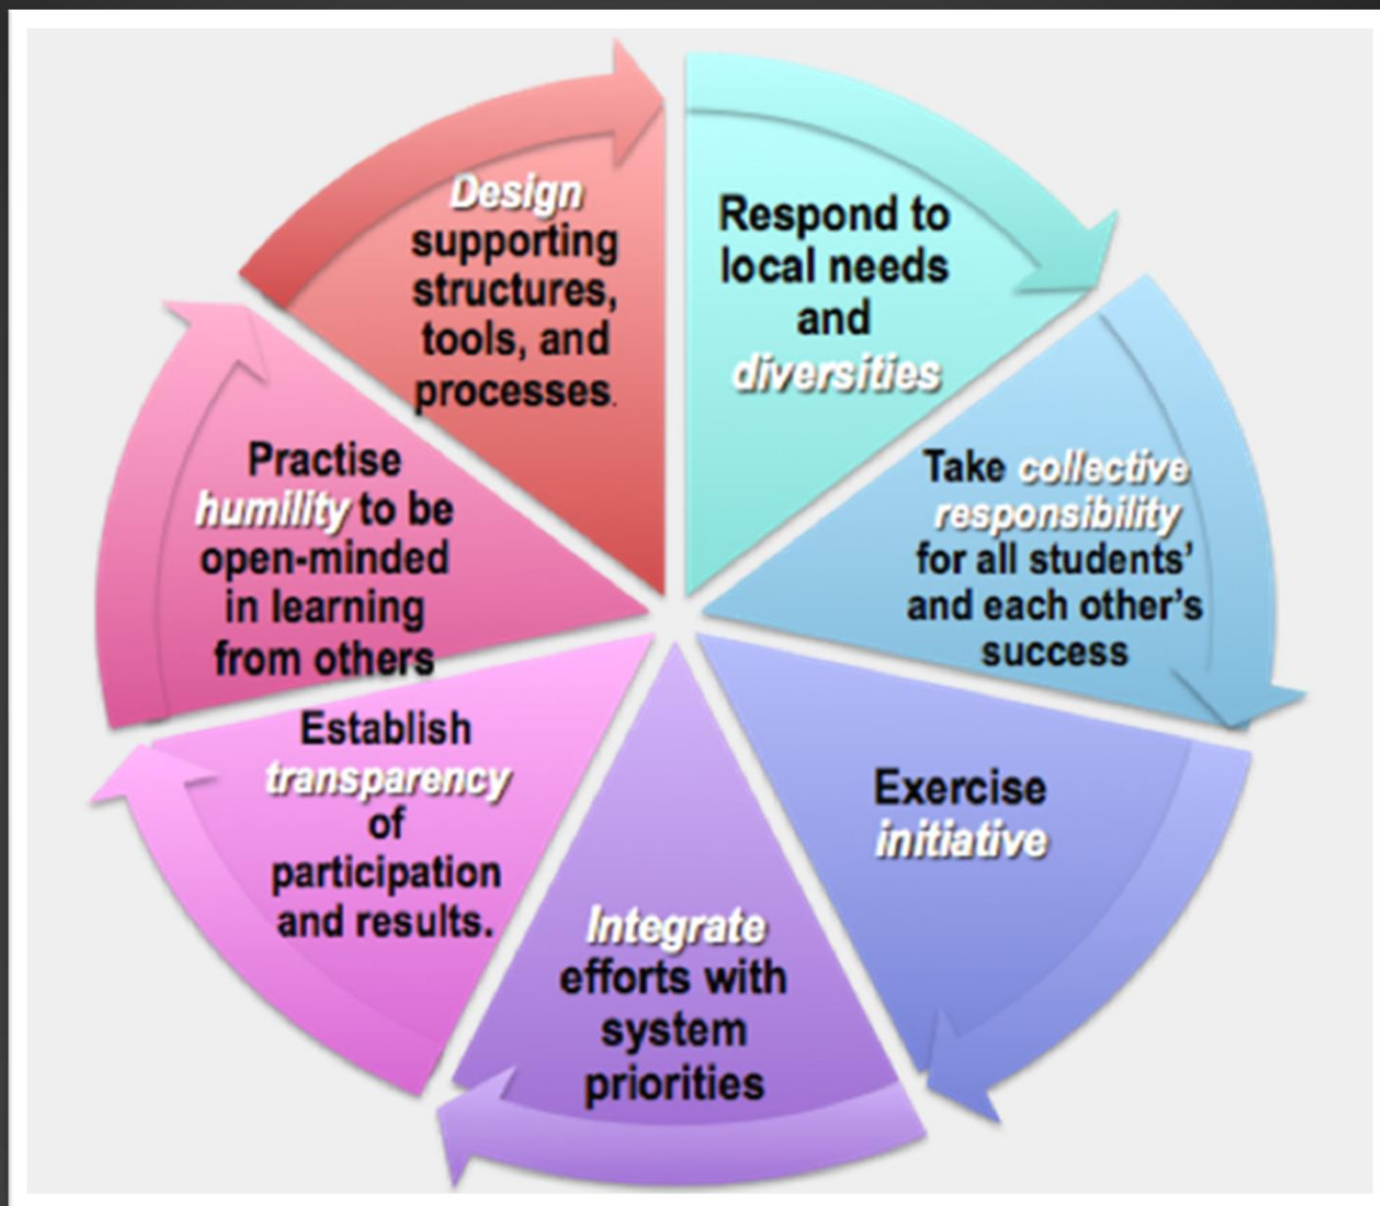 Respond to
local needs
and
diversities
Take collective
responsibility
for all students’
and each other’s
success
Exercise
initiative
Integrate
efforts with
system
priorities
Establish
transparency
of
participation
and results.
Practise
humility to be
open-minded
in learning
from others
Design
supporting
structures,
tools, and
processes.